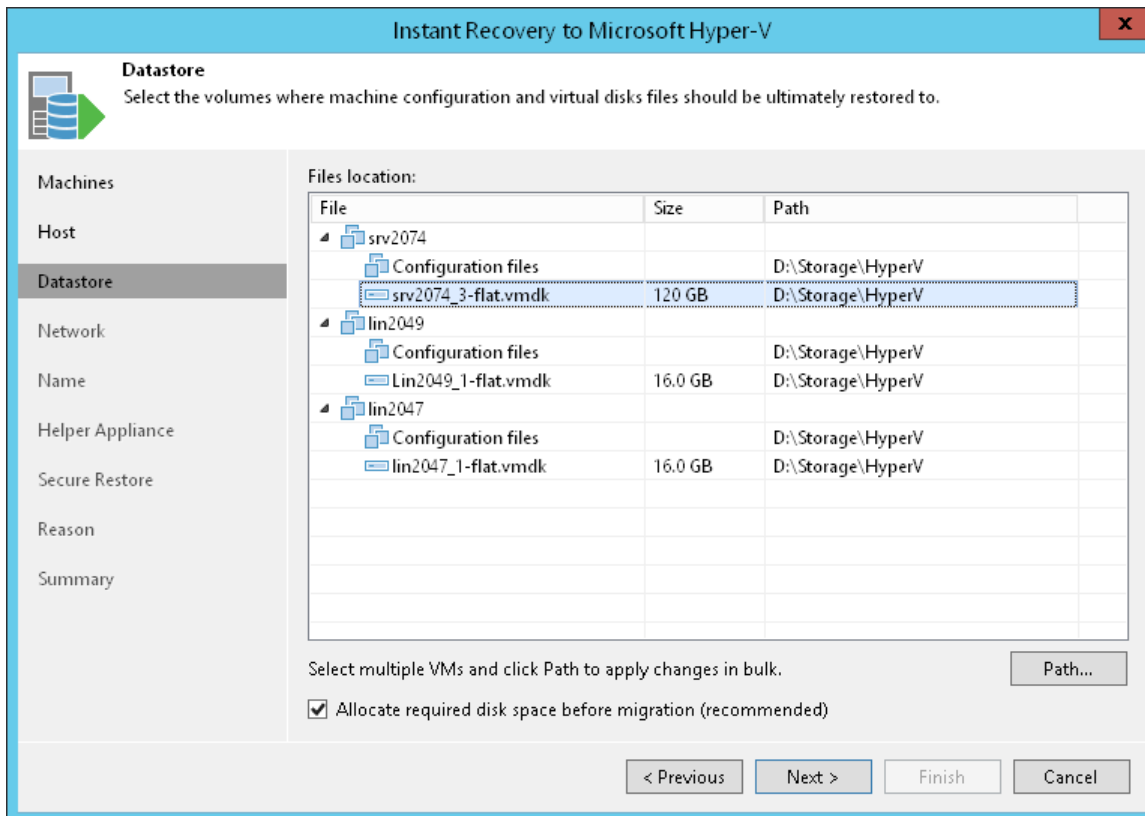 Instant Recovery to Microsoft Hyper-V
x
Datastore
Select the volumes where machine configuration and virtual disks files should be ultimately restored to.
Machines
Host
Datastore
Network
Name
Helper Appliance
Secure Restore
Reason
Summary
Files location:
File Size Path
srv2074
Configuration files D:\Storage\HyperV
srv2074_3-flat.vmdk 120 GB D:\Storage\HyperV
lin2049
Configuration files D:\Storage\HyperV
Lin2049_1-flat.vmdk 16.0 GB D:\Storage\HyperV
lin2047
Configuration files D:\Storage\HyperV
lin2047_1-flat.vmdk 16.0 GB D:\Storage\HyperV
Select multiple VMs and click Path to apply changes in bulk.
Path...
Allocate required disk space before migration (recommended)
< Previous Next > Finish Cancel